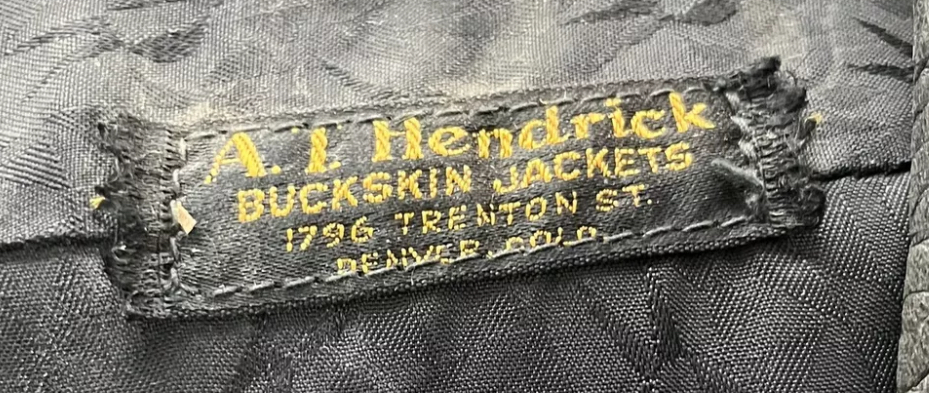 A. I. Hendrick
BUCKSKIN JACKETS
1796 TRENTON ST.
DENVER, COLO.